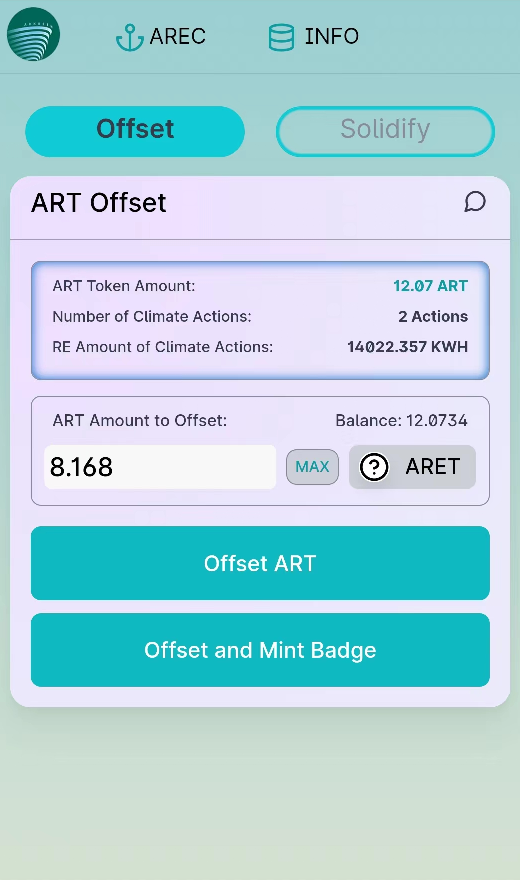 AREC INFO
Offset Solidify
ART Offset
ART Token Amount: 12.07 ART
Number of Climate Actions: 2 Actions
RE Amount of Climate Actions: 14022.357 KWH
ART Amount to Offset: Balance: 12.0734
8.168 MAX ? ARET
Offset ART
Offset and Mint Badge